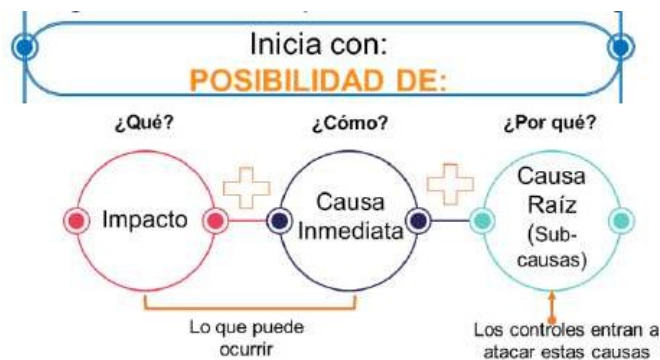 Inicia con:
POSIBILIDAD DE:
¿Qué?
¿Cómo?
¿Por qué?
Impacto
Causa
Inmediata
Causa
Raíz
(Sub-
causas)
Lo que puede
ocurrir
Los controles entran a
atacar estas causas